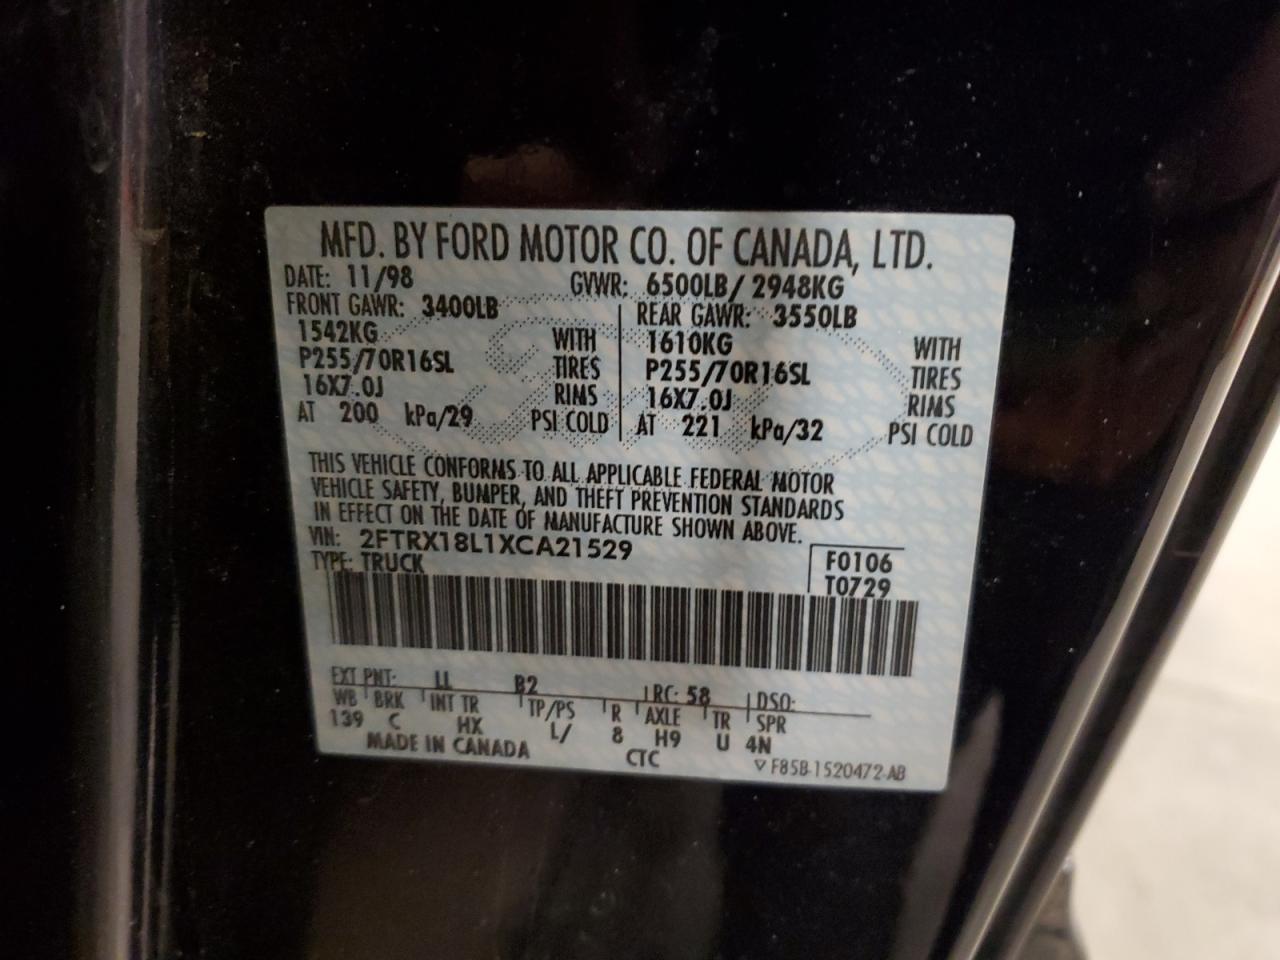 MFD. BY FORD MOTOR CO. OF CANADA, LTD.
DATE: 11/98 GVWR: 6500LB/ 2948KG
FRONT GAWR: 3400LB REAR GAWR: 3550LB
1542KG WITH 1610KG WITH
P255/70R16SL TIRES P255/70R16SL TIRES
16X7.0J RIMS 16X7.0J RIMS
AT 200 kPa/29 PSI COLD AT 221 kPa/32 PSI COLD
THIS VEHICLE CONFORMS TO ALL APPLICABLE FEDERAL MOTOR
VEHICLE SAFETY, BUMPER, AND THEFT PREVENTION STANDARDS
IN EFFECT ON THE DATE OF MANUFACTURE SHOWN ABOVE.
VIN: 2FTRX18L1XCA21529 F0106
TYPE: TRUCK T0729
EXT PNT: LL B2 RC: 58 DSO:
WB BRK INT TR TP/PS R AXLE TR SPR
139 C HX L/ 8 H9 U 4N
MADE IN CANADA CTC ▽ F85B-1520472-AB